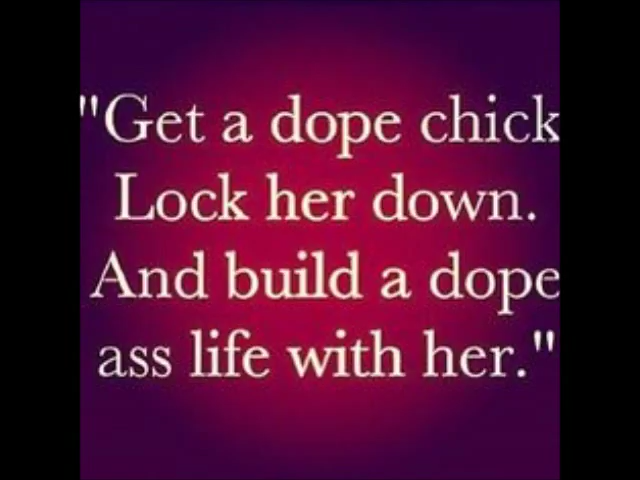 "Get a dope chick
Lock her down.
And build a dope
ass life with her."